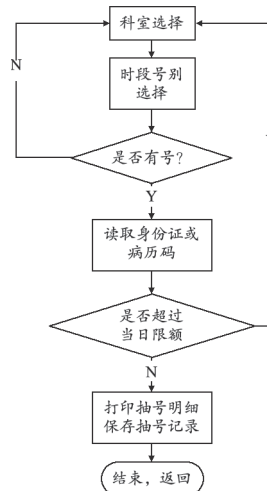 科室选择
N
时段号别
选择
是否有号?
Y
读取身份证或
病历码
是否超过
当日限额
N
打印抽号明细
保存抽号记录
结束，返回